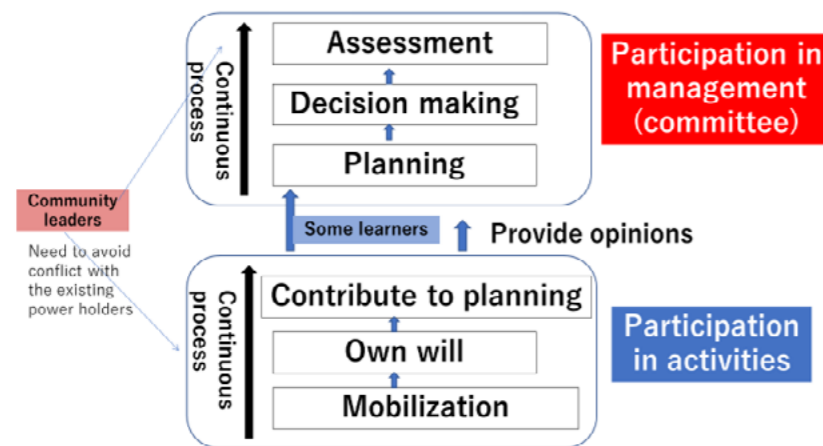 Assessment
Decision making
Planning
Continuous
process
Participation in
management
(committee)
Community
leaders
Need to avoid
conflict with
the existing
power holders
Some learners
Provide opinions
Contribute to planning
Own will
Mobilization
Continuous
process
Participation
in activities